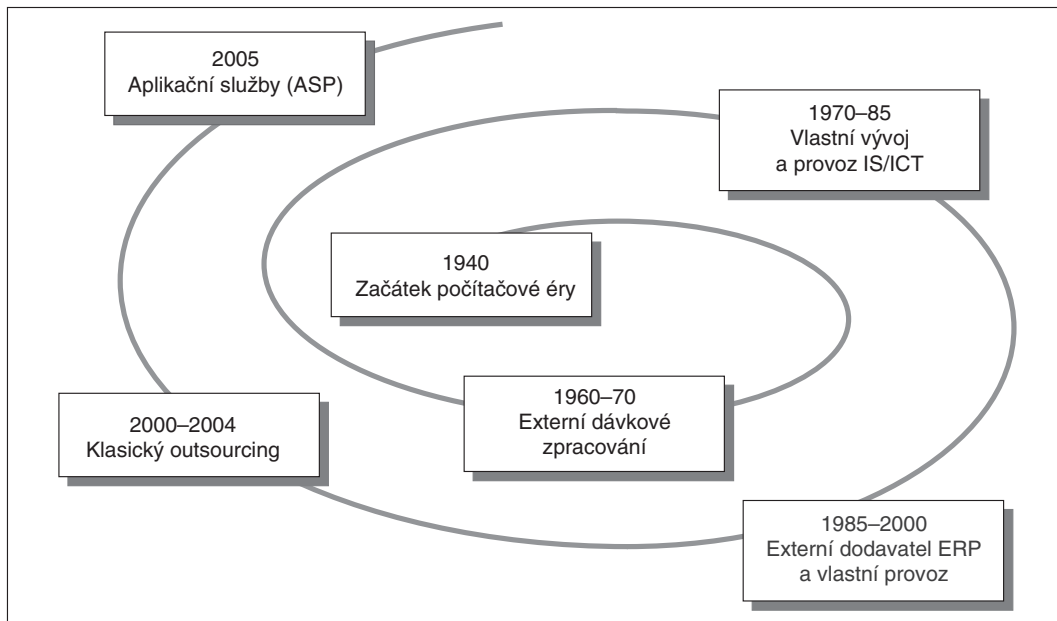 2005
Aplikační služby (ASP)
1970–85
Vlastní vývoj
a provoz IS/ICT
1940
Začátek počítačové éry
1960–70
Externí dávkové
zpracování
2000–2004
Klasický outsourcing
1985–2000
Externí dodavatel ERP
a vlastní provoz